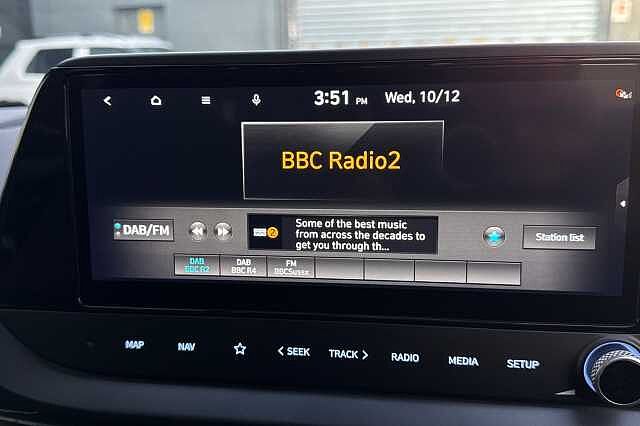 3:51 PM Wed, 10/12
BBC Radio2
DAB/FM
2
Some of the best music
from across the decades to
get you through th...
Station list
DAB
BBC R2
DAB
BBC R4
FM
BBCSussx
MAP
NAV
SEEK
TRACK
RADIO
MEDIA
SETUP